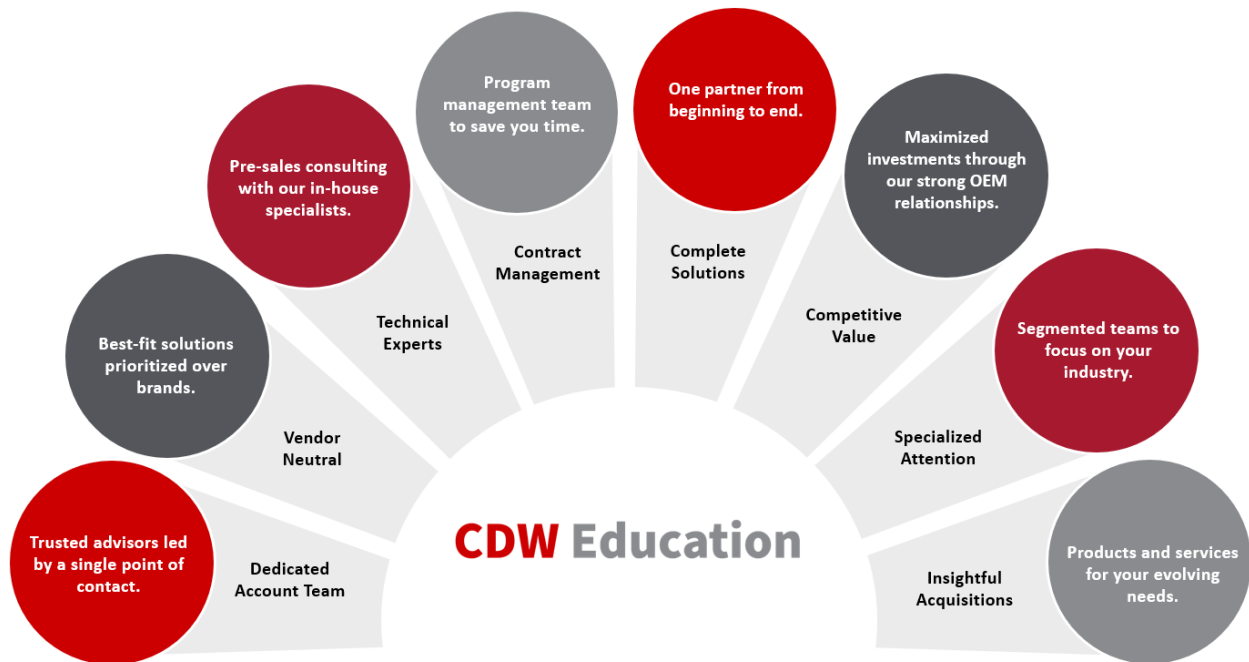 Trusted advisors led
by a single point of
contact.
Dedicated
Account Team
Best-fit solutions
prioritized over
brands.
Vendor
Neutral
Pre-sales consulting
with our in-house
specialists.
Technical
Experts
Program
management team
to save you time.
Contract
Management
One partner from
beginning to end.
Complete
Solutions
Maximized
investments through
our strong OEM
relationships.
Competitive
Value
Segmented teams to
focus on your
industry.
Specialized
Attention
Products and services
for your evolving
needs.
Insightful
Acquisitions
CDW Education